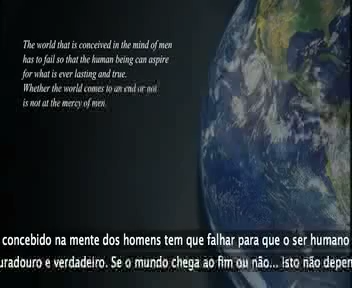 The world that is conceived in the mind of men
has to fail so that the human being can aspire
for what is ever lasting and true.
Whether the world comes to an end or not
is not at the mercy of men
concebido na mente dos homens tem que falhar para que o ser humano
uradouro e verdadeiro. Se o mundo chega ao fim ou não... Isto não depen